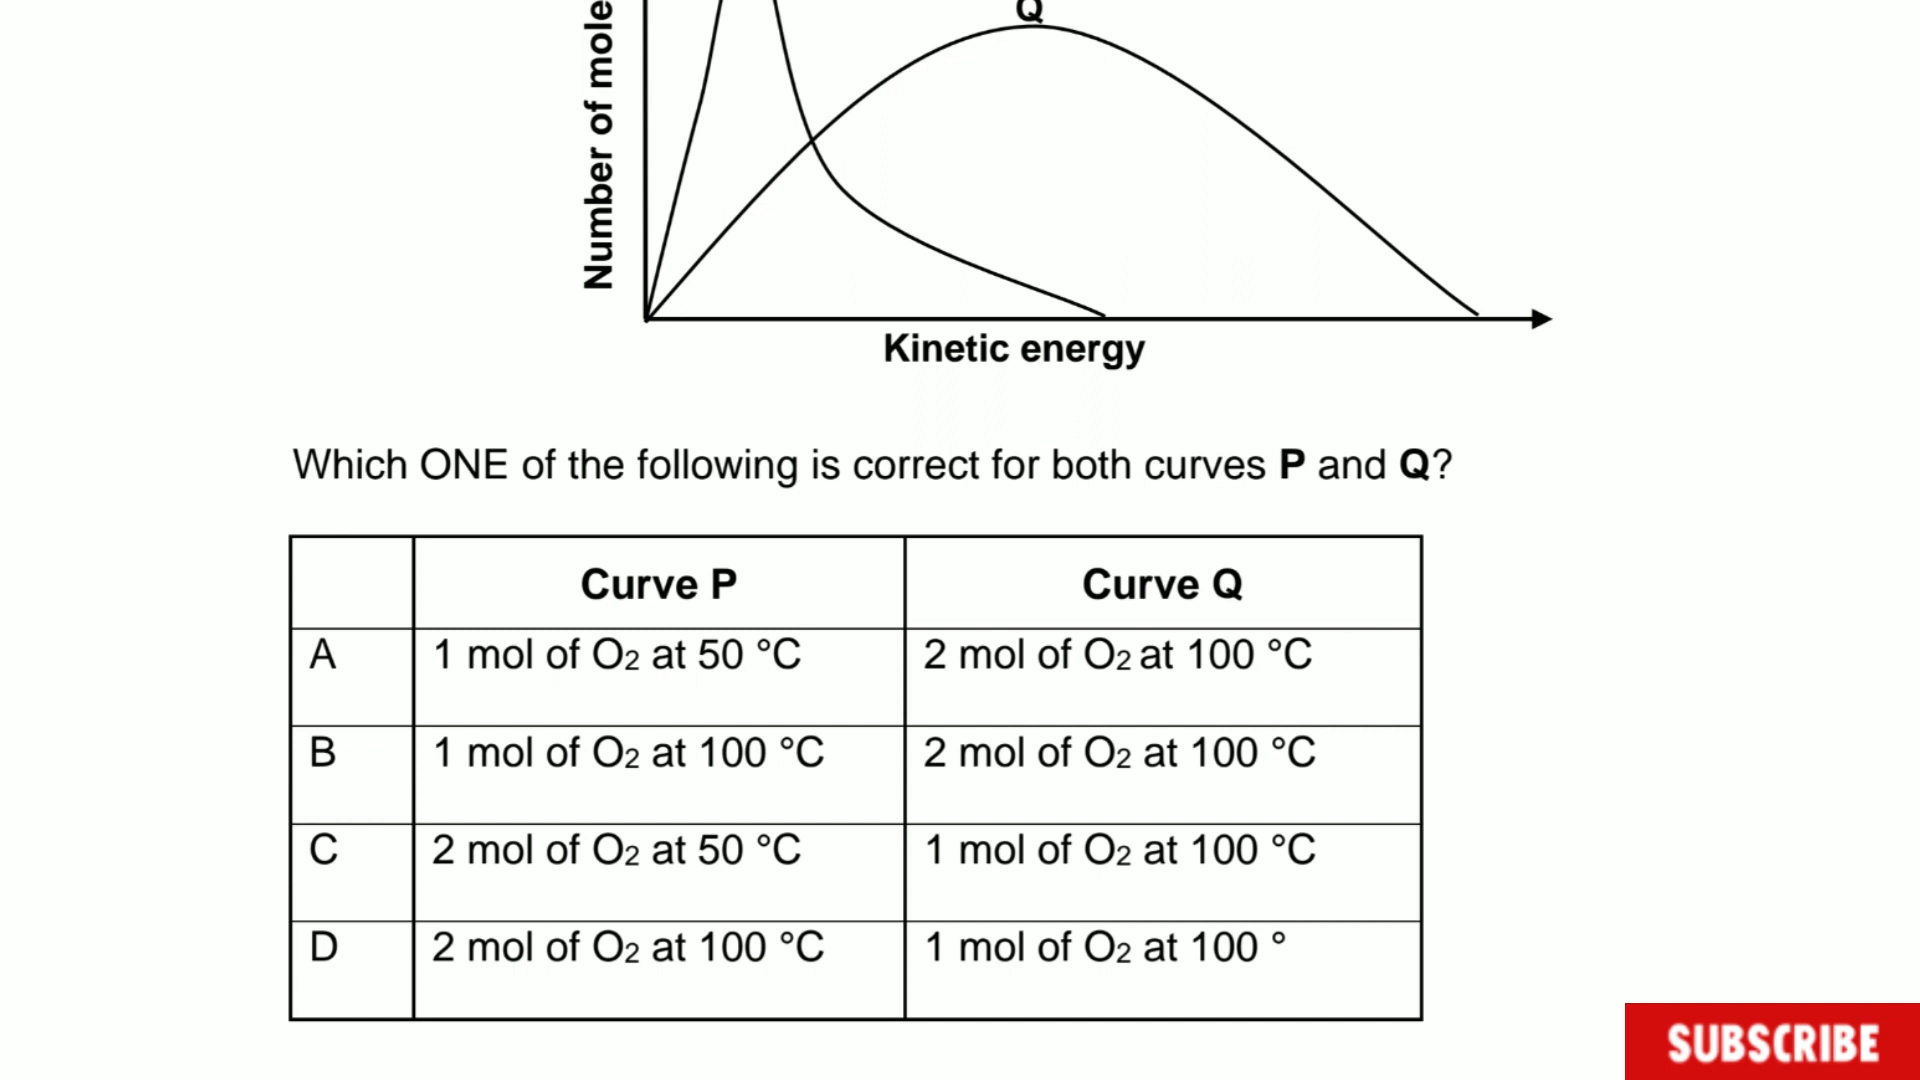 Q
Number of mole
Kinetic energy
Which ONE of the following is correct for both curves P and Q?
Curve P Curve Q
A 1 mol of O2 at 50 °C 2 mol of O2 at 100 °C
B 1 mol of O2 at 100 °C 2 mol of O2 at 100 °C
C 2 mol of O2 at 50 °C 1 mol of O2 at 100 °C
D 2 mol of O2 at 100 °C 1 mol of O2 at 100 °
SUBSCRIBE